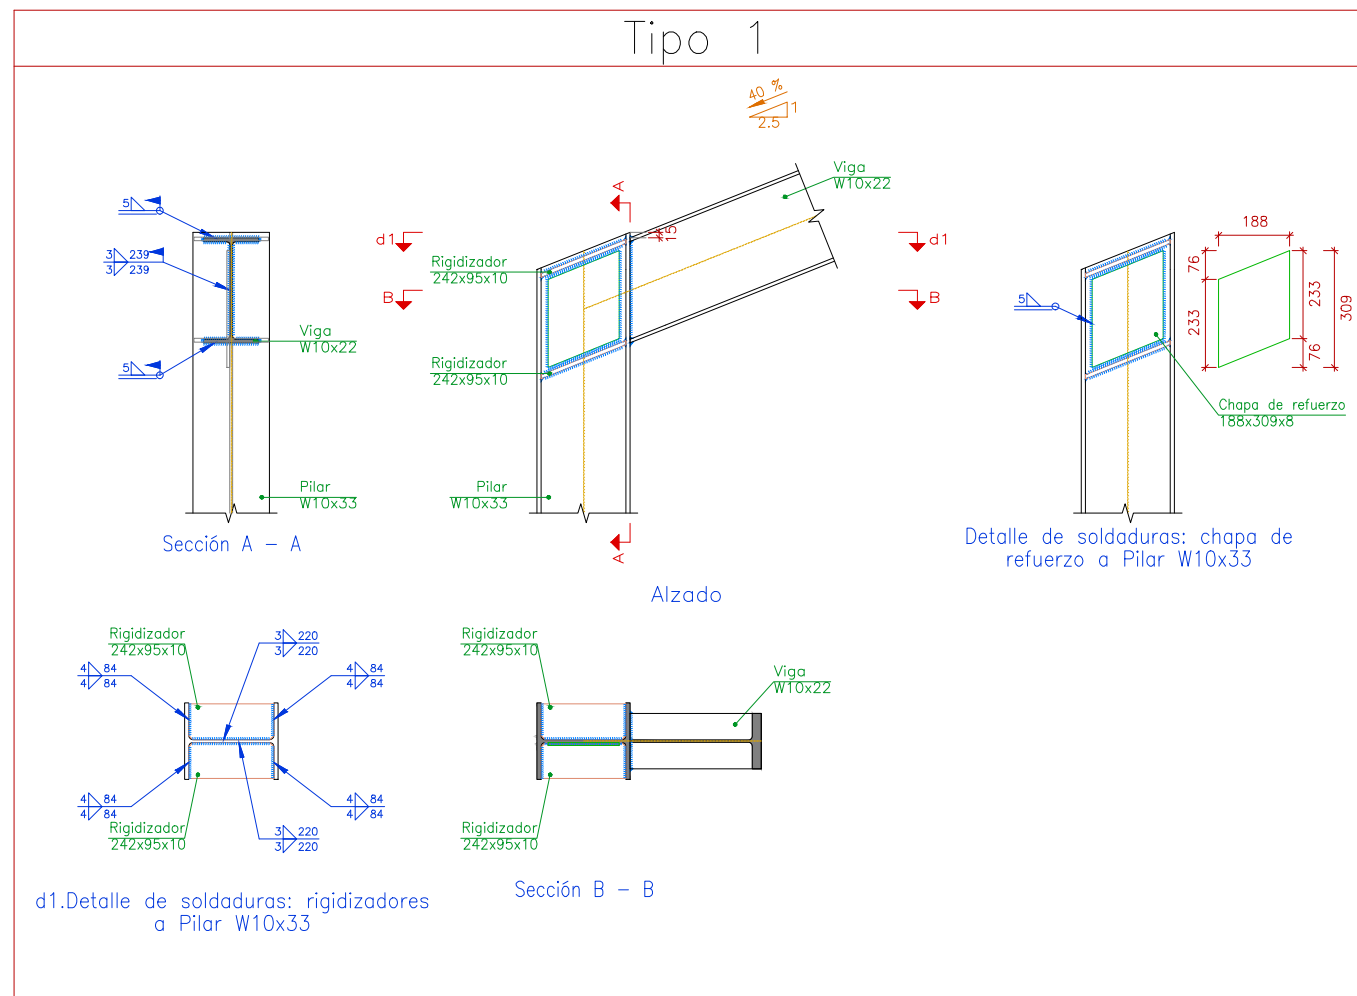 Tipo 1
40 %
1
2.5
5
3 239
3 239
5
Viga
W10x22
Pilar
W10x33
Sección A - A
d1
B
A
15
Viga
W10x22
Rigidizador
242x95x10
Rigidizador
242x95x10
Pilar
W10x33
A
d1
B
Alzado
5
188
76
233
233
76
309
Chapa de refuerzo
188x309x8
Detalle de soldaduras: chapa de
refuerzo a Pilar W10x33
Rigidizador
242x95x10
3 220
3 220
4 84
4 84
4 84
4 84
4 84
4 84
4 84
4 84
Rigidizador
242x95x10
3 220
3 220
d1.Detalle de soldaduras: rigidizadores
a Pilar W10x33
Rigidizador
242x95x10
Viga
W10x22
Rigidizador
242x95x10
Sección B - B